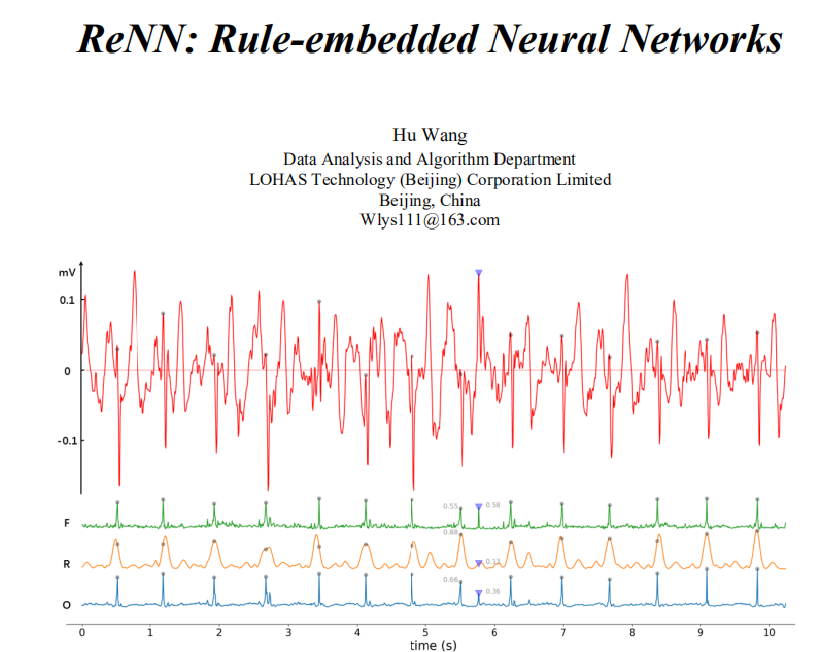 ReNN: Rule-embedded Neural Networks
Hu Wang
Data Analysis and Algorithm Department
LOHAS Technology (Beijing) Corporation Limited
Beijing, China
Wlys111@163.com
mV
0.1
0
-0.1
F
0.55
0.58
R
0.88
0.13
O
0.66
0.36
0 1 2 3 4 5 6 7 8 9 10
time (s)